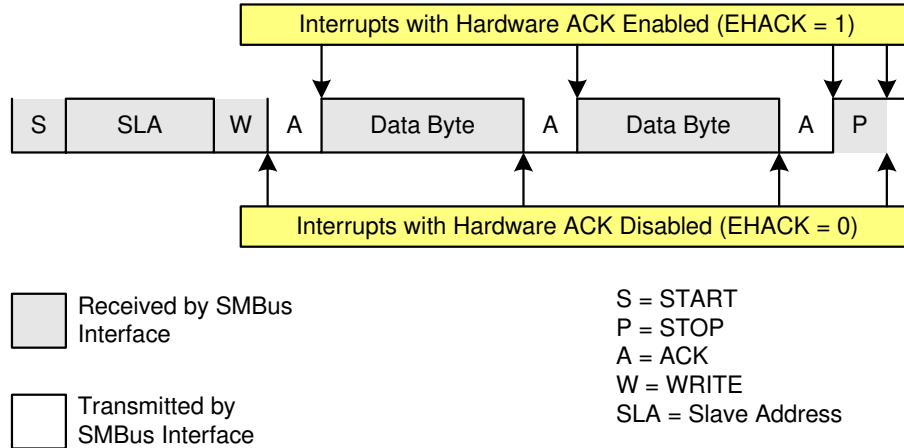 Interrupts with Hardware ACK Enabled (EHACK = 1)
S SLA W A Data Byte A Data Byte A P
Interrupts with Hardware ACK Disabled (EHACK = 0)
Received by SMBus
Interface
Transmitted by
SMBus Interface
S = START
P = STOP
A = ACK
W = WRITE
SLA = Slave Address